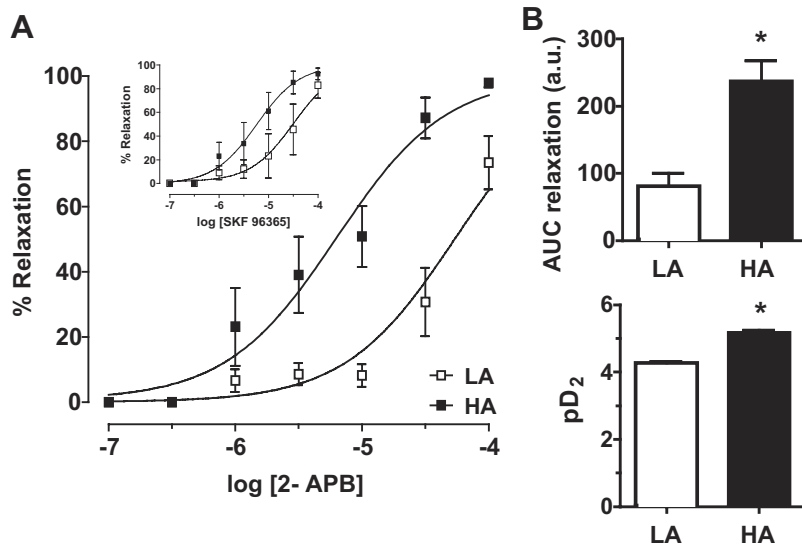 A
% Relaxation
100
80
60
40
20
0
-7
-6
-5
-4
log [2- APB]
LA
HA
% Relaxation
100
80
60
40
20
0
-7
-6
-5
-4
log [SKF 96365]
B
AUC relaxation (a.u.)
300
200
100
0
*
LA
HA
pD2
6
4
2
0
*
LA
HA